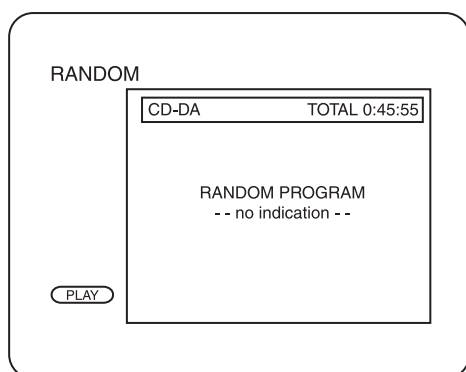 RANDOM
CD-DA TOTAL 0:45:55
RANDOM PROGRAM
- - no indication - -
PLAY